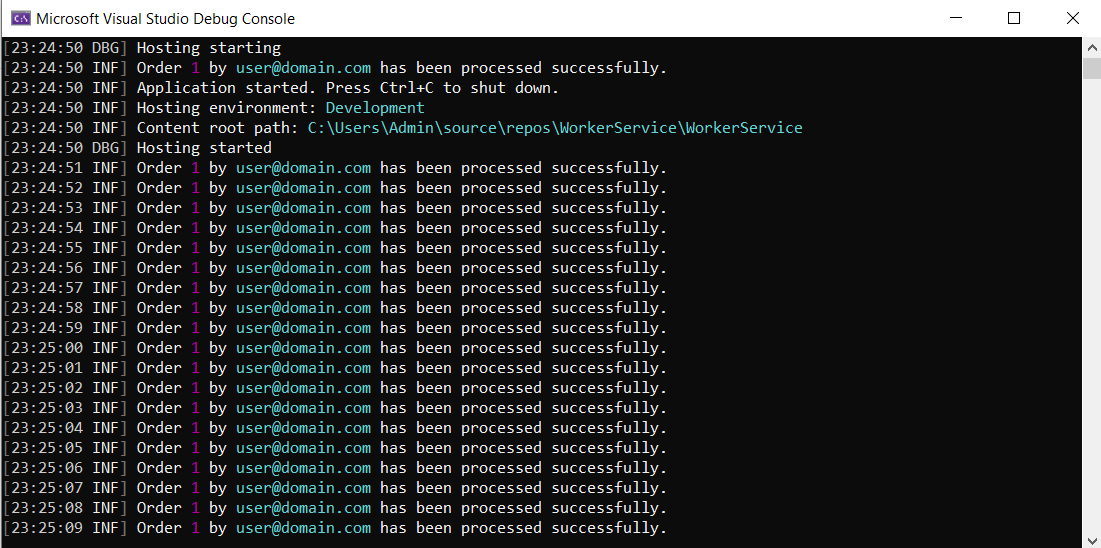 Microsoft Visual Studio Debug Console
[23:24:50 DBG] Hosting starting
[23:24:50 INF] Order 1 by user@domain.com has been processed successfully.
[23:24:50 INF] Application started. Press Ctrl+C to shut down.
[23:24:50 INF] Hosting environment: Development
[23:24:50 INF] Content root path: C:\Users\Admin\source\repos\WorkerService\WorkerService
[23:24:50 DBG] Hosting started
[23:24:51 INF] Order 1 by user@domain.com has been processed successfully.
[23:24:52 INF] Order 1 by user@domain.com has been processed successfully.
[23:24:53 INF] Order 1 by user@domain.com has been processed successfully.
[23:24:54 INF] Order 1 by user@domain.com has been processed successfully.
[23:24:55 INF] Order 1 by user@domain.com has been processed successfully.
[23:24:56 INF] Order 1 by user@domain.com has been processed successfully.
[23:24:57 INF] Order 1 by user@domain.com has been processed successfully.
[23:24:58 INF] Order 1 by user@domain.com has been processed successfully.
[23:24:59 INF] Order 1 by user@domain.com has been processed successfully.
[23:25:00 INF] Order 1 by user@domain.com has been processed successfully.
[23:25:01 INF] Order 1 by user@domain.com has been processed successfully.
[23:25:02 INF] Order 1 by user@domain.com has been processed successfully.
[23:25:03 INF] Order 1 by user@domain.com has been processed successfully.
[23:25:04 INF] Order 1 by user@domain.com has been processed successfully.
[23:25:05 INF] Order 1 by user@domain.com has been processed successfully.
[23:25:06 INF] Order 1 by user@domain.com has been processed successfully.
[23:25:07 INF] Order 1 by user@domain.com has been processed successfully.
[23:25:08 INF] Order 1 by user@domain.com has been processed successfully.
[23:25:09 INF] Order 1 by user@domain.com has been processed successfully.